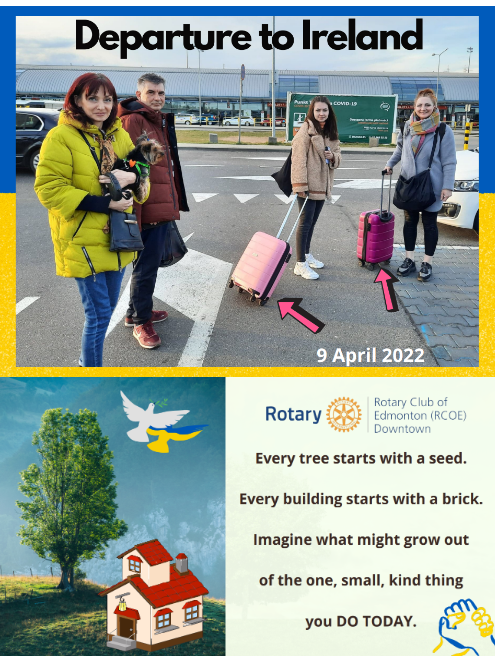 Departure to Ireland
COVID-19
9 April 2022
Rotary
Rotary Club of
Edmonton (RCOE)
Downtown
Every tree starts with a seed.
Every building starts with a brick.
Imagine what might grow out
of the one, small, kind thing
you DO TODAY.